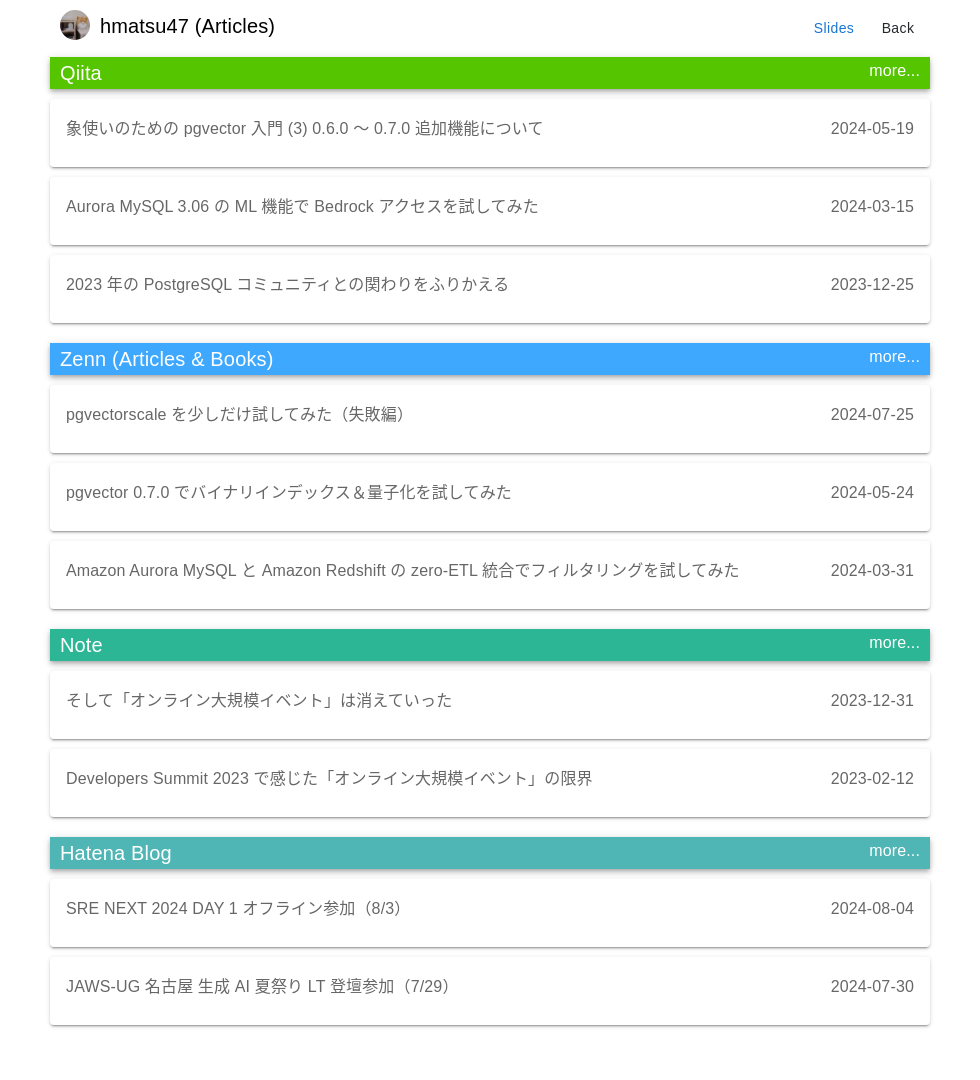 hmatsu47 (Articles)
Slides
Back
Qiita
more...
象使いのための pgvector 入門 (3) 0.6.0 〜 0.7.0 追加機能について
2024-05-19
Aurora MySQL 3.06 の ML 機能で Bedrock アクセスを試してみた
2024-03-15
2023 年の PostgreSQL コミュニティとの関わりをふりかえる
2023-12-25
Zenn (Articles & Books)
more...
pgvectorscale を少しだけ試してみた（失敗編）
2024-07-25
pgvector 0.7.0 でバイナリインデックス＆量子化を試してみた
2024-05-24
Amazon Aurora MySQL と Amazon Redshift の zero-ETL 統合でフィルタリングを試してみた
2024-03-31
Note
more...
そして「オンライン大規模イベント」は消えていった
2023-12-31
Developers Summit 2023 で感じた「オンライン大規模イベント」の限界
2023-02-12
Hatena Blog
more...
SRE NEXT 2024 DAY 1 オフライン参加（8/3）
2024-08-04
JAWS-UG 名古屋 生成 AI 夏祭り LT 登壇参加（7/29）
2024-07-30